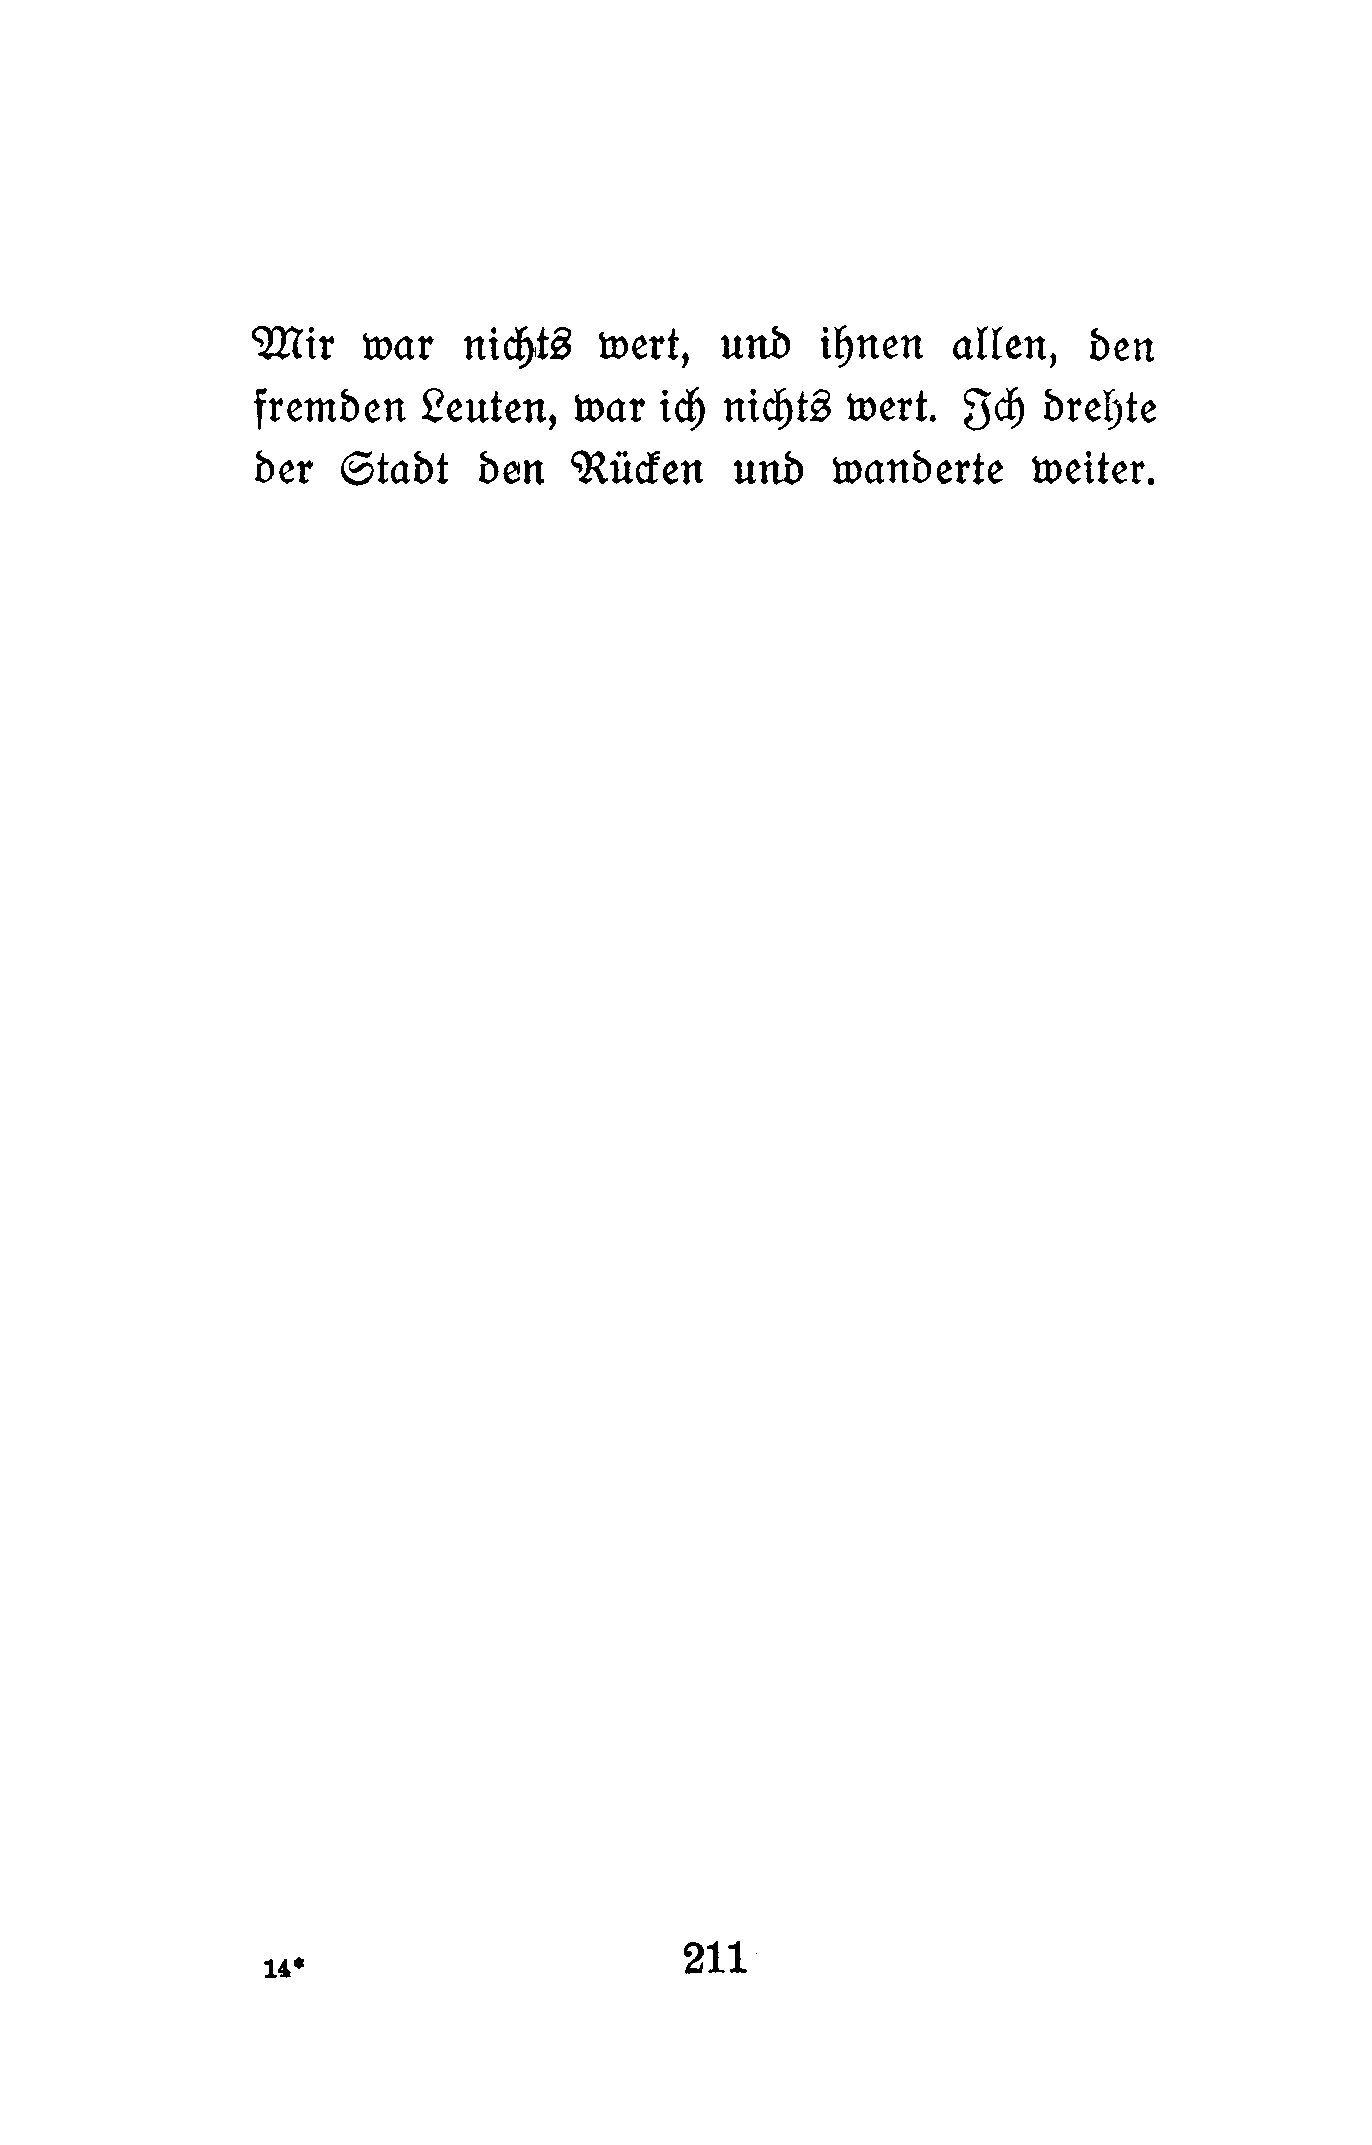 Mir war nichts wert, und ihnen allen, den
fremden Leuten, war ich nichts wert. Ich drehte
der Stadt den Rücken und wanderte weiter.
14* 211